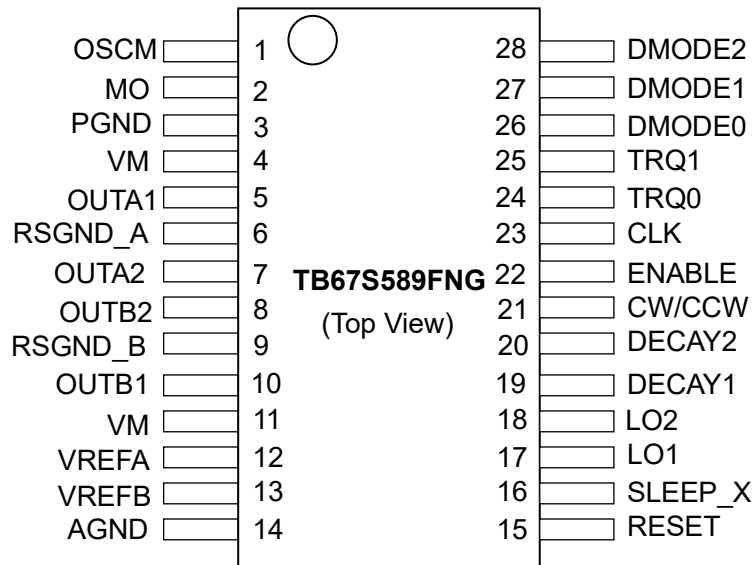 OSCM 1 28 DMODE2
MO 2 27 DMODE1
PGND 3 26 DMODE0
VM 4 25 TRQ1
OUTA1 5 24 TRQ0
RSGND_A 6 23 CLK
OUTA2 7 TB67S589FNG 22 ENABLE
OUTB2 8 (Top View) 21 CW/CCW
RSGND_B 9 20 DECAY2
OUTB1 10 19 DECAY1
VM 11 18 LO2
VREFA 12 17 LO1
VREFB 13 16 SLEEP_X
AGND 14 15 RESET